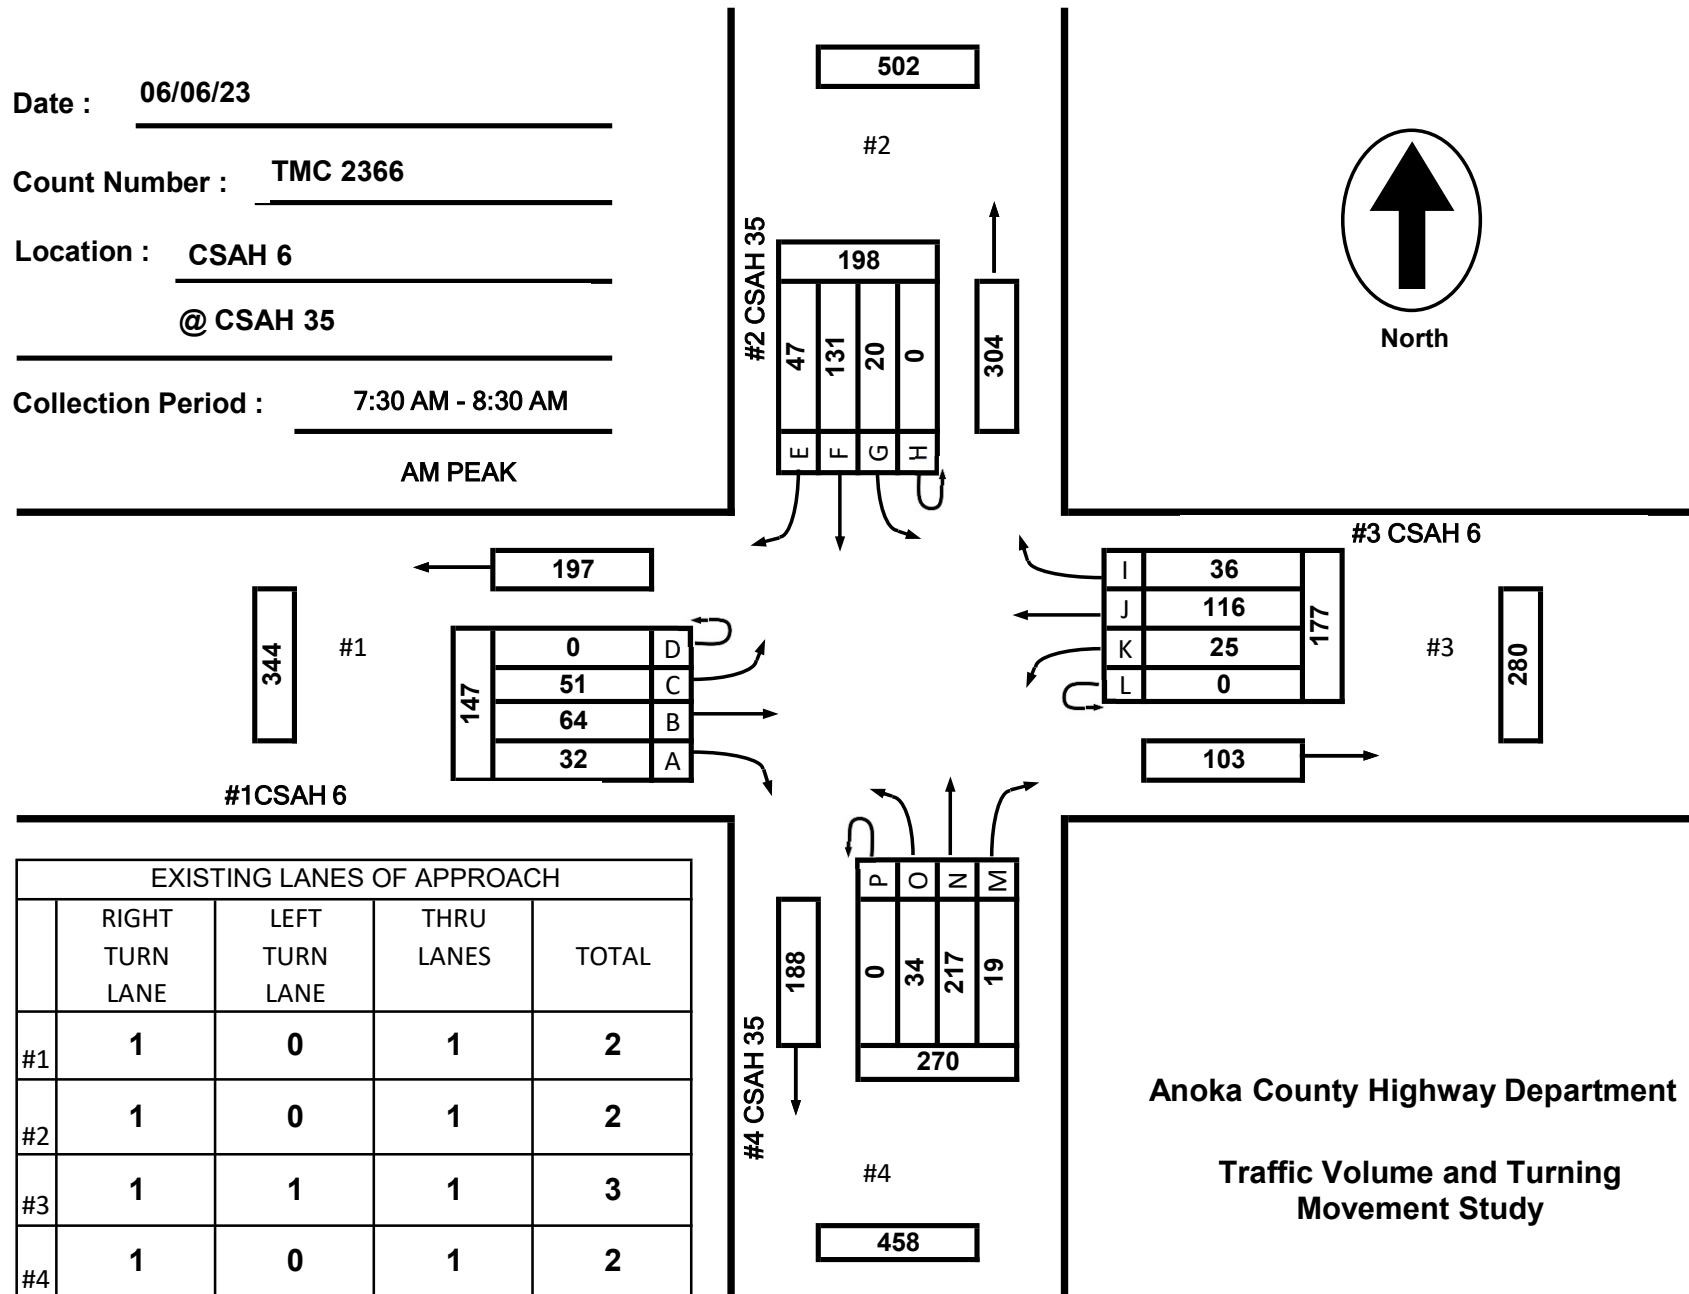 Date : 06/06/23
Count Number : TMC 2366
Location : CSAH 6
@ CSAH 35
Collection Period : 7:30 AM - 8:30 AM
AM PEAK
502
#2
#2 CSAH 35
198
47 131 20 0
E F G H
304
North
#3 CSAH 6
197
344
#1
147
0 D
51 C
64 B
32 A
#1CSAH 6
I 36
J 116
K 25
L 0
177
#3
280
103
P O N M
0 34 217 19
270
188
#4 CSAH 35
#4
458
EXISTING LANES OF APPROACH
RIGHT TURN LANE LEFT TURN LANE THRU LANES TOTAL
#1 1 0 1 2
#2 1 0 1 2
#3 1 1 1 3
#4 1 0 1 2
Anoka County Highway Department
Traffic Volume and Turning
Movement Study